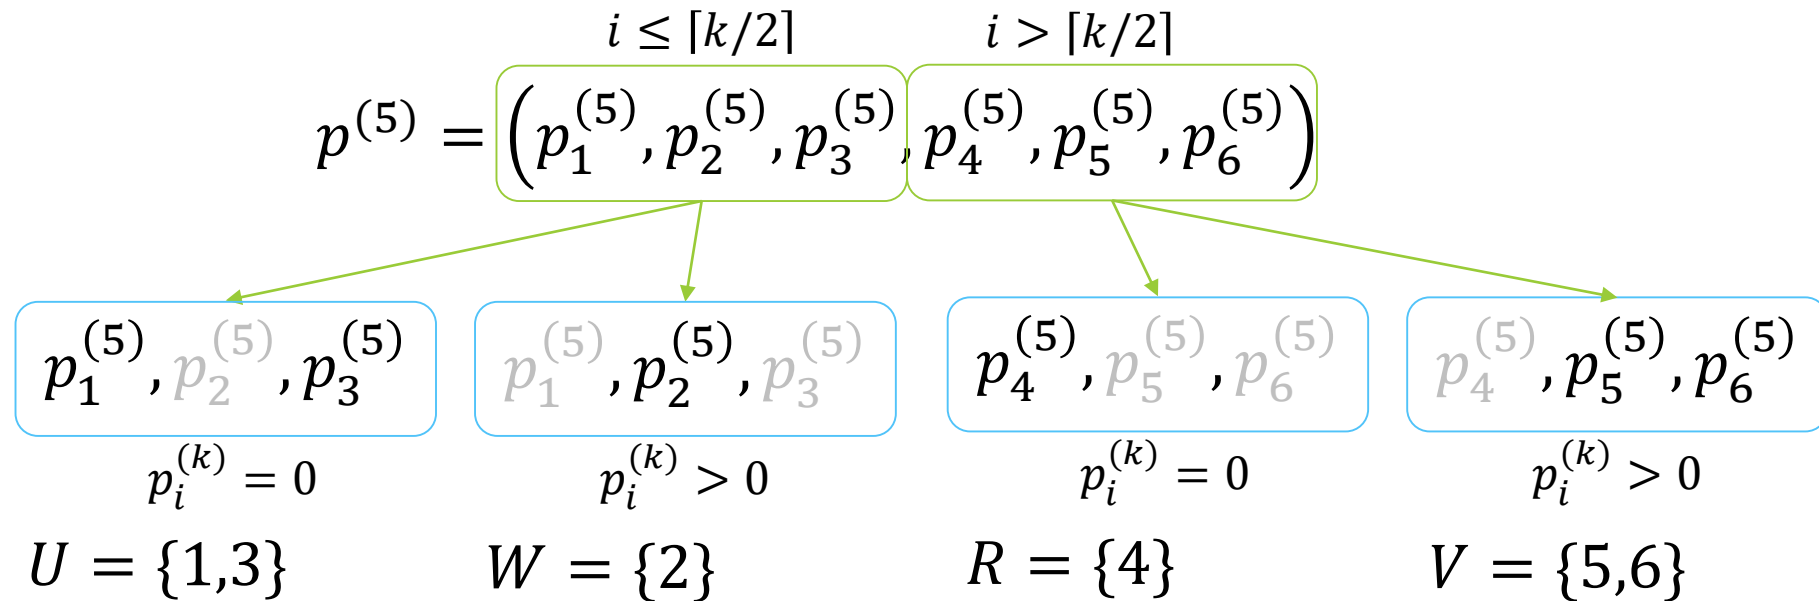 i ≤ ⌈k/2⌉ i > ⌈k/2⌉
p^(5) = (p_1^(5), p_2^(5), p_3^(5), p_4^(5), p_5^(5), p_6^(5))
p_1^(5), p_2^(5), p_3^(5) p_1^(5), p_2^(5), p_3^(5) p_4^(5), p_5^(5), p_6^(5) p_4^(5), p_5^(5), p_6^(5)
p_i^(k) = 0 p_i^(k) > 0 p_i^(k) = 0 p_i^(k) > 0
U = {1,3} W = {2} R = {4} V = {5,6}